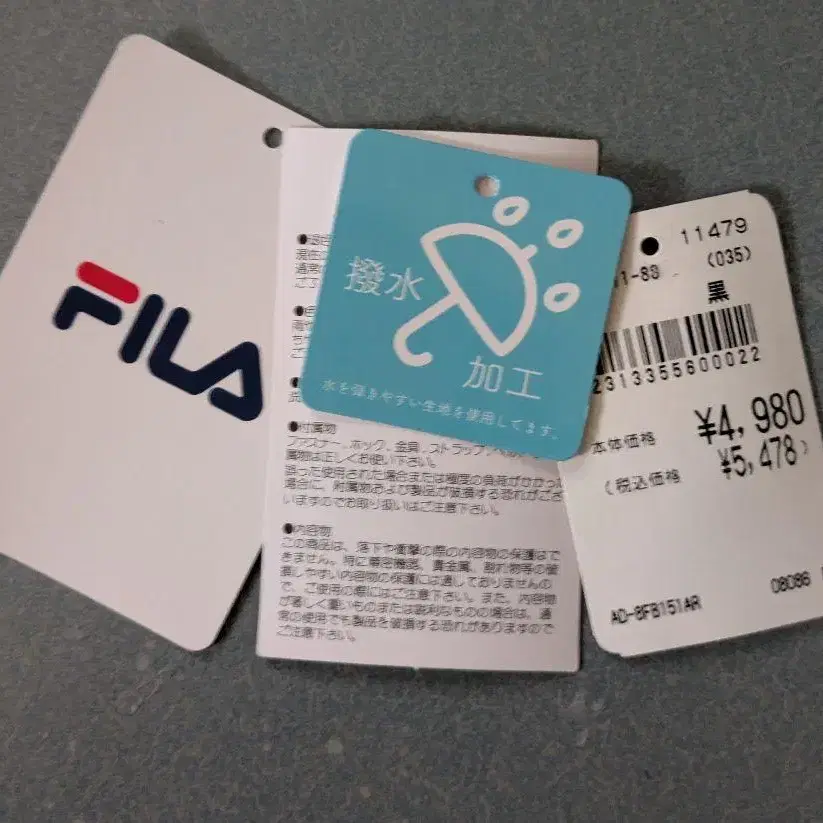 FILA
●付属物
ファスナー、ホック、金具、ストラップ、
属物は正しくお使い下さい。
誤った使用された場合または極度の負荷がかかっ
場合に、附属物および製品が破損する恐れがござ
いますのでお取り扱いはご注意下さい。
●内容物
この商品は、落下や衝撃の際の内容物の保護はで
きません。時に精密機器、貴金属、割れ物等の破
損しやすい内容物の保護には適しておりませんの
で、ご使用の際にはご注意下さい。また、内容物
が著しく重いものまたは鋭利なものの場合は、通
常の使用でも製品を破損する恐れがありますので
ご注意下さい。
撥水
加工
水を弾きやすい生地を使用してます。
11479
(035)
黒
2313355600022
本体価格 ¥4,980
(税込価格 ¥5,478)
AD-8FB151AR
08086